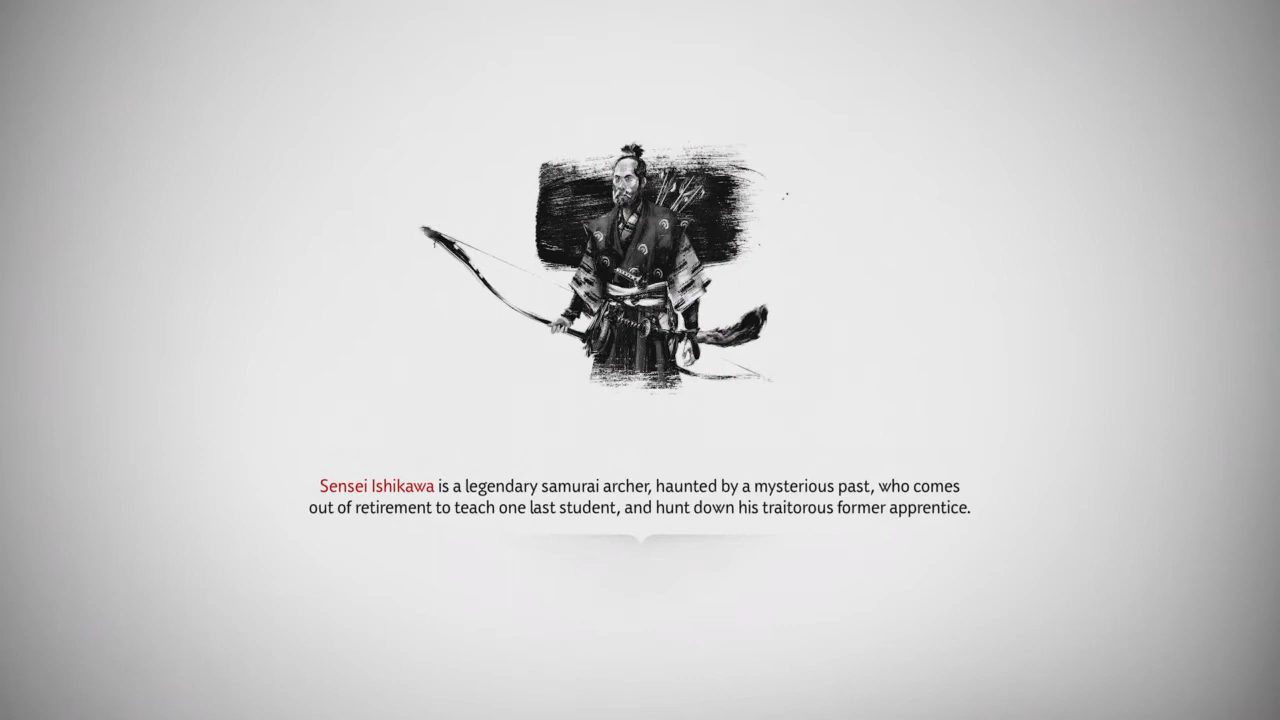 Sensei Ishikawa is a legendary samurai archer, haunted by a mysterious past, who comes
out of retirement to teach one last student, and hunt down his traitorous former apprentice.